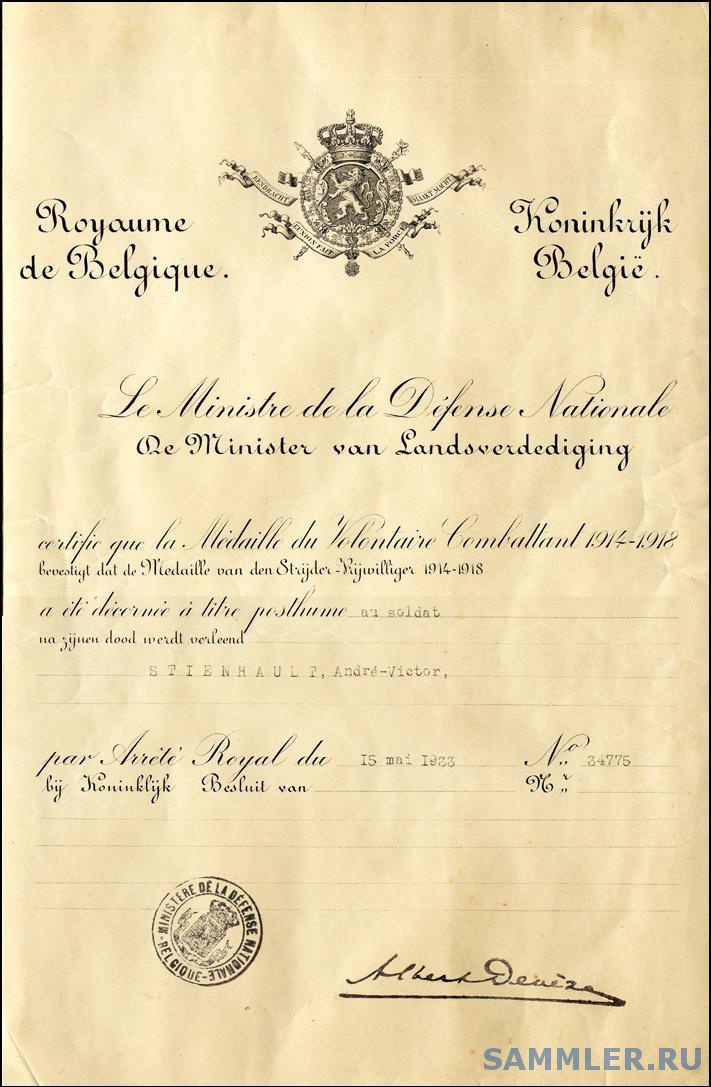 EENDRACHT MAAKT MACHT
L'UNION FAIT LA FORCE
Royaume
de Belgique.
Koninkrijk
België.
Le Ministre de la Défense Nationale
De Minister van Landsverdediging
certifie que la Médaille du Volontaire Combattant 1914-1918
bevestigt dat de Medaille van den Strijder-Vrijwilliger 1914-1918
a été décernée à titre posthume au soldat
na zijnen dood werdt verleend
STIENHAULT, André-Victor,
par Arrêté Royal du 15 mai 1933 No 34775
bij Koninklijk Besluit van Nr
MINISTÈRE DE LA DÉFENSE NATIONALE
-BELGIQUE-
Albert Devèze
SAMMLER.RU